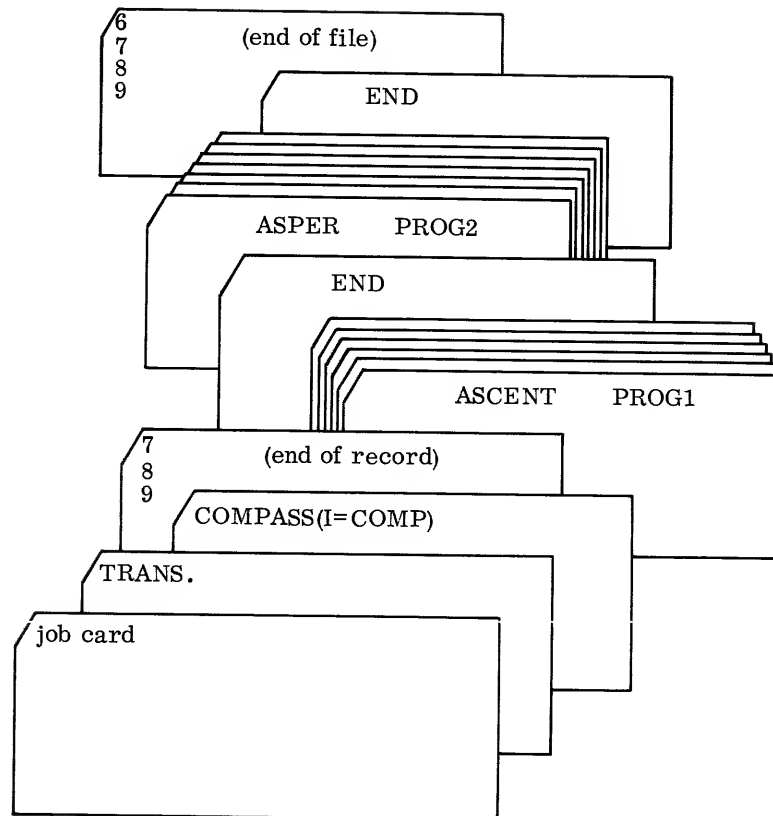 6
7
8
9
(end of file)
END
ASPER PROG2
END
ASCENT PROG1
7
8
9
(end of record)
COMPASS(I=COMP)
TRANS.
job card